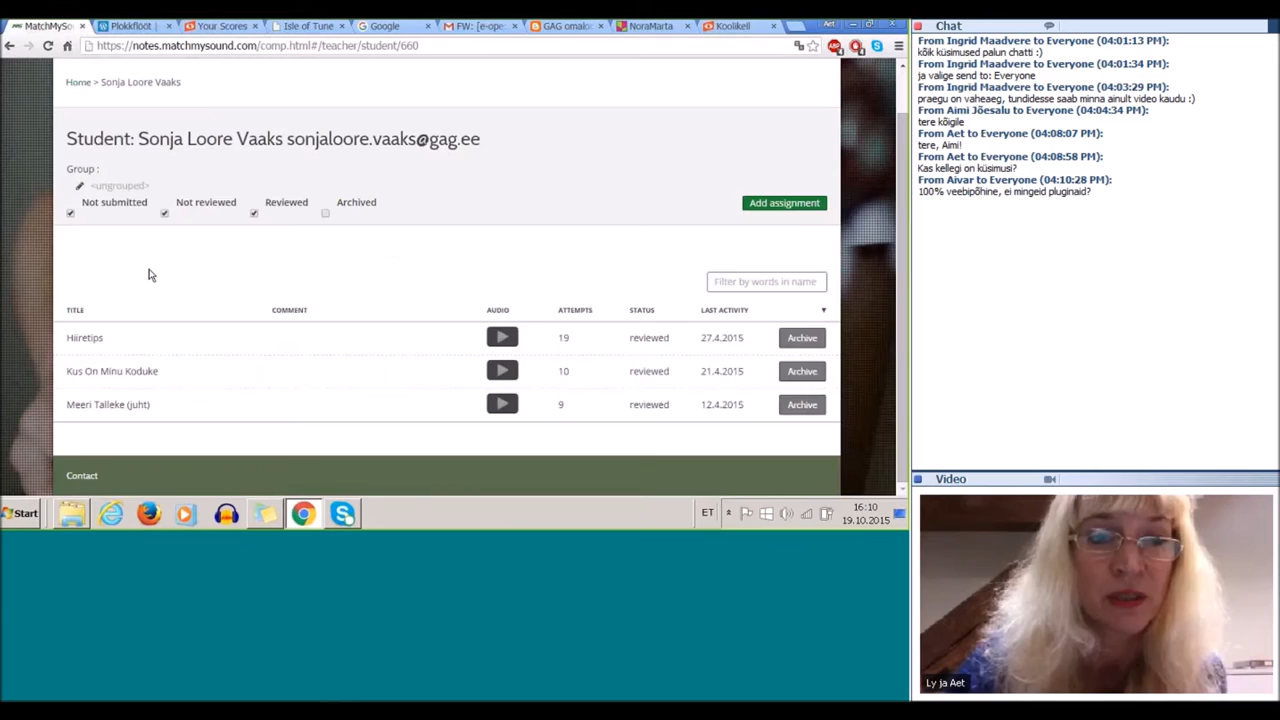 MatchMySo
Plokkflööt
Your Scores
Isle of Tune
Google
FW: [e-ope
GAG omaloo
NoraMarta
Koolikell
Aet
https://notes.matchmysound.com/comp.html#/teacher/student/660
Home > Sonja Loore Vaaks
Student: Sonja Loore Vaaks sonjaloore.vaaks@gag.ee
Group :
<ungrouped>
Not submitted Not reviewed Reviewed Archived
Add assignment
Filter by words in name
TITLE COMMENT AUDIO ATTEMPTS STATUS LAST ACTIVITY
Hiiretips 19 reviewed 27.4.2015 Archive
Kus On Minu Koduke 10 reviewed 21.4.2015 Archive
Meeri Talleke (juht) 9 reviewed 12.4.2015 Archive
Contact
Start
ET
16:10
19.10.2015
Chat
From Ingrid Maadvere to Everyone (04:01:13 PM):
kõik küsimused palun chatti :)
From Ingrid Maadvere to Everyone (04:01:34 PM):
ja valige send to: Everyone
From Ingrid Maadvere to Everyone (04:03:29 PM):
praegu on vaheaeg, tundidesse saab minna ainult video kaudu :)
From Aimi Jõesalu to Everyone (04:04:34 PM):
tere kõigile
From Aet to Everyone (04:08:07 PM):
tere, Aimi!
From Aet to Everyone (04:08:58 PM):
Kas kellegi on küsimusi?
From Aivar to Everyone (04:10:28 PM):
100% veebipõhine, ei mingeid pluginaid?
Video
Ly ja Aet